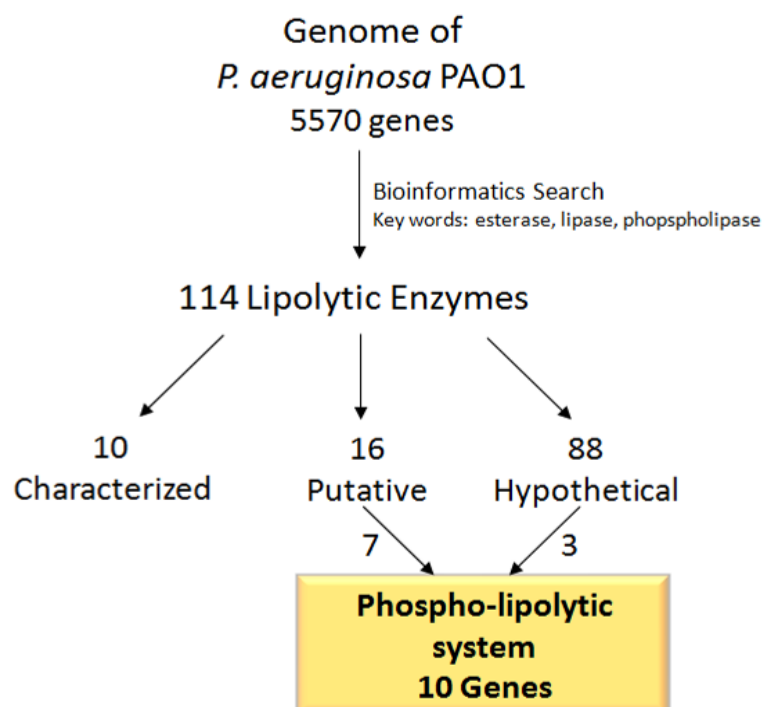 Genome of
P. aeruginosa PAO1
5570 genes
Bioinformatics Search
Key words: esterase, lipase, phopspholipase
114 Lipolytic Enzymes
10
Characterized
16
Putative
88
Hypothetical
7
3
Phospho-lipolytic
system
10 Genes